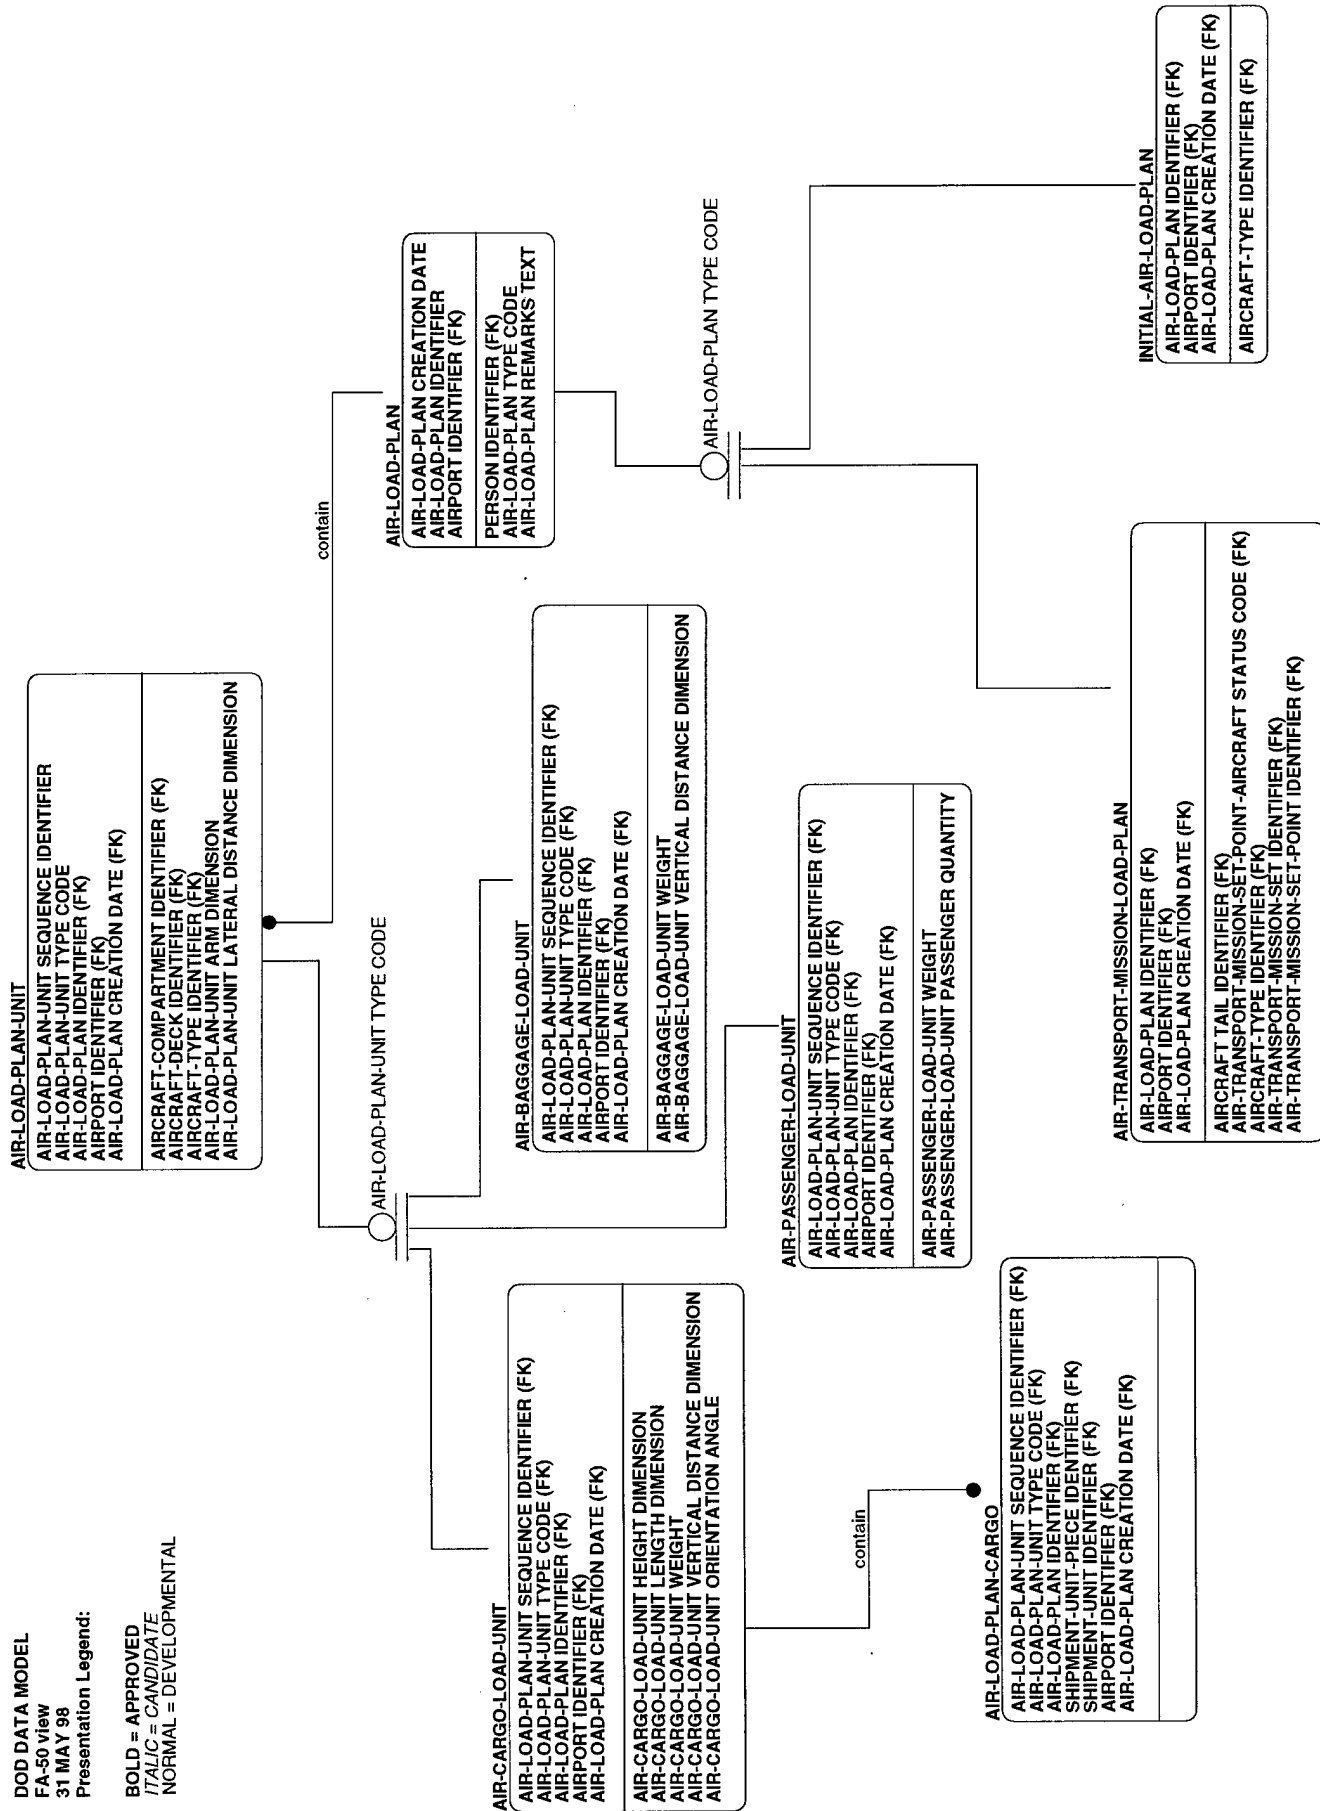 DOD DATA MODEL
FA-50 view
31 MAY 98
Presentation Legend:
BOLD = APPROVED
ITALIC = CANDIDATE
NORMAL = DEVELOPMENTAL
AIR-LOAD-PLAN-UNIT
AIR-LOAD-PLAN-UNIT SEQUENCE IDENTIFIER
AIR-LOAD-PLAN-UNIT TYPE CODE
AIR-LOAD-PLAN IDENTIFIER (FK)
AIRPORT IDENTIFIER (FK)
AIR-LOAD-PLAN CREATION DATE (FK)
AIRCRAFT-COMPARTMENT IDENTIFIER (FK)
AIRCRAFT-DECK IDENTIFIER (FK)
AIRCRAFT-TYPE IDENTIFIER (FK)
AIR-LOAD-PLAN-UNIT ARM DIMENSION
AIR-LOAD-PLAN-UNIT LATERAL DISTANCE DIMENSION
contain
AIR-LOAD-PLAN
AIR-LOAD-PLAN CREATION DATE
AIR-LOAD-PLAN IDENTIFIER
AIRPORT IDENTIFIER (FK)
PERSON IDENTIFIER (FK)
AIR-LOAD-PLAN TYPE CODE
AIR-LOAD-PLAN REMARKS TEXT
AIR-LOAD-PLAN-UNIT TYPE CODE
AIR-CARGO-LOAD-UNIT
AIR-LOAD-PLAN-UNIT SEQUENCE IDENTIFIER (FK)
AIR-LOAD-PLAN-UNIT TYPE CODE (FK)
AIR-LOAD-PLAN IDENTIFIER (FK)
AIRPORT IDENTIFIER (FK)
AIR-LOAD-PLAN CREATION DATE (FK)
AIR-CARGO-LOAD-UNIT HEIGHT DIMENSION
AIR-CARGO-LOAD-UNIT LENGTH DIMENSION
AIR-CARGO-LOAD-UNIT WEIGHT
AIR-CARGO-LOAD-UNIT VERTICAL DISTANCE DIMENSION
AIR-CARGO-LOAD-UNIT ORIENTATION ANGLE
AIR-BAGGAGE-LOAD-UNIT
AIR-LOAD-PLAN-UNIT SEQUENCE IDENTIFIER (FK)
AIR-LOAD-PLAN-UNIT TYPE CODE (FK)
AIR-LOAD-PLAN IDENTIFIER (FK)
AIRPORT IDENTIFIER (FK)
AIR-LOAD-PLAN CREATION DATE (FK)
AIR-BAGGAGE-LOAD-UNIT WEIGHT
AIR-BAGGAGE-LOAD-UNIT VERTICAL DISTANCE DIMENSION
AIR-LOAD-PLAN TYPE CODE
AIR-PASSENGER-LOAD-UNIT
AIR-LOAD-PLAN-UNIT SEQUENCE IDENTIFIER (FK)
AIR-LOAD-PLAN-UNIT TYPE CODE (FK)
AIR-LOAD-PLAN IDENTIFIER (FK)
AIRPORT IDENTIFIER (FK)
AIR-LOAD-PLAN CREATION DATE (FK)
AIR-PASSENGER-LOAD-UNIT WEIGHT
AIR-PASSENGER-LOAD-UNIT PASSENGER QUANTITY
contain
AIR-LOAD-PLAN-CARGO
AIR-LOAD-PLAN-UNIT SEQUENCE IDENTIFIER (FK)
AIR-LOAD-PLAN-UNIT TYPE CODE (FK)
AIR-LOAD-PLAN IDENTIFIER (FK)
SHIPMENT-UNIT-PIECE IDENTIFIER (FK)
SHIPMENT-UNIT IDENTIFIER (FK)
AIRPORT IDENTIFIER (FK)
AIR-LOAD-PLAN CREATION DATE (FK)
AIR-TRANSPORT-MISSION-LOAD-PLAN
AIR-LOAD-PLAN IDENTIFIER (FK)
AIRPORT IDENTIFIER (FK)
AIR-LOAD-PLAN CREATION DATE (FK)
AIRCRAFT TAIL IDENTIFIER (FK)
AIR-TRANSPORT-MISSION-SET-POINT-AIRCRAFT STATUS CODE (FK)
AIRCRAFT-TYPE IDENTIFIER (FK)
AIR-TRANSPORT-MISSION-SET IDENTIFIER (FK)
AIR-TRANSPORT-MISSION-SET-POINT IDENTIFIER (FK)
INITIAL-AIR-LOAD-PLAN
AIR-LOAD-PLAN IDENTIFIER (FK)
AIRPORT IDENTIFIER (FK)
AIR-LOAD-PLAN CREATION DATE (FK)
AIRCRAFT-TYPE IDENTIFIER (FK)